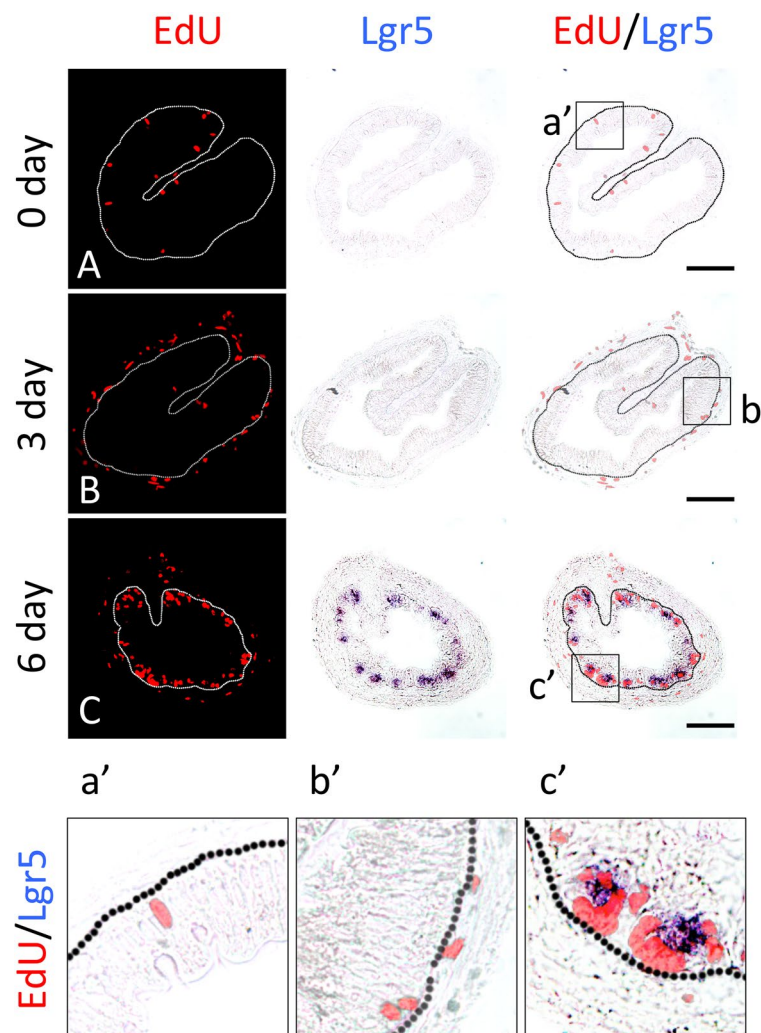 EdU Lgr5 EdU/Lgr5
0 day
A
a’
3 day
B
b
6 day
C
c’
a’ b’ c’
EdU/Lgr5